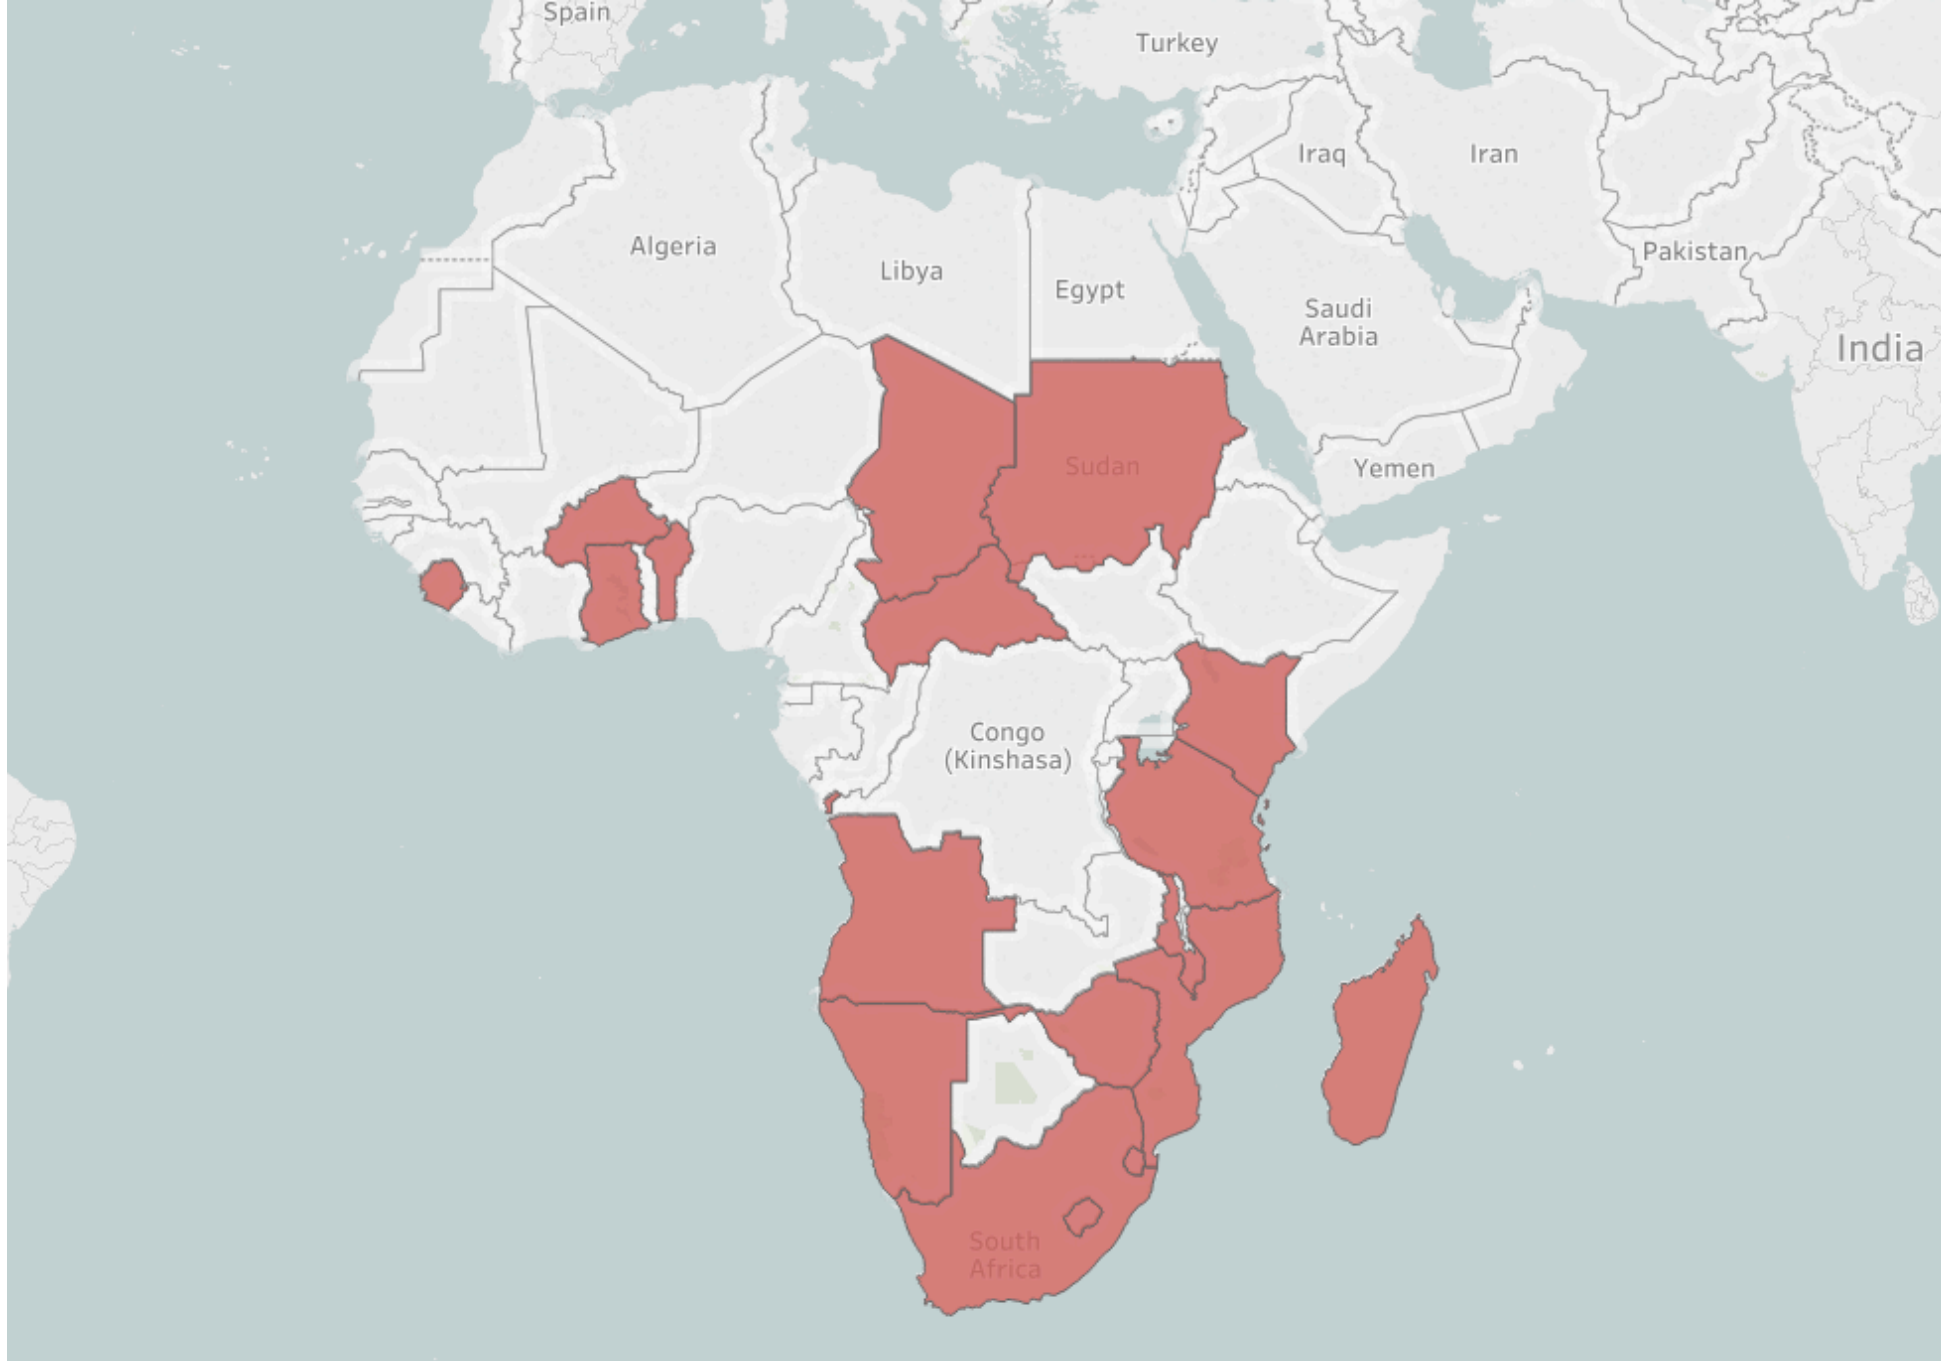 Spain
Turkey
Iraq
Iran
Algeria
Pakistan
Libya
Egypt
Saudi
Arabia
India
Sudan
Yemen
Congo
(Kinshasa)
South
Africa